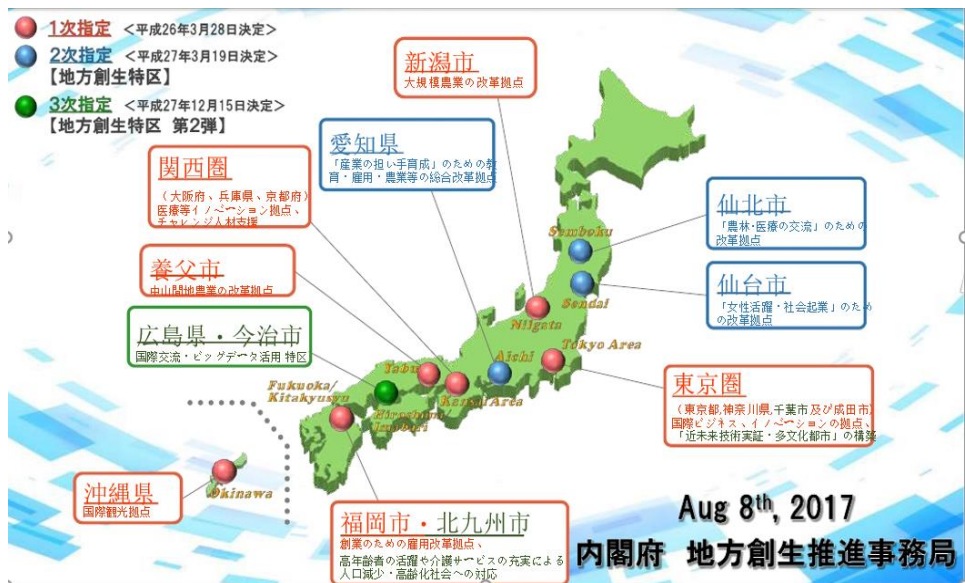 1次指定 <平成26年3月28日決定>
2次指定 <平成27年3月19日決定>
【地方創生特区】
3次指定 <平成27年12月15日決定>
【地方創生特区 第2弾】
新潟市
大規模農業の改革拠点
愛知県
「産業の担い手育成」のための教
育・雇用・農業等の総合改革拠点
関西圏
(大阪府、兵庫県、京都府)
医療等イノベーション拠点、
チャレンジ人材支援
仙北市
「農林・医療の交流」のための
改革拠点
Semboku
養父市
中山間地農業の改革拠点
仙台市
「女性活躍・社会起業」のため
の改革拠点
Sendai
広島県・今治市
国際交流・ビッグデータ活用 特区
Niigata
Tokyo Area
Aichi
Yabu
Kansai Area
Fukuoka/
Kitakyusyu
Hiroshima
Imabari
東京圏
(東京都,神奈川県,千葉市及び成田市)
国際ビジネス、イノベーションの拠点、
「近未来技術実証・多文化都市」の構築
沖縄県
国際観光拠点
Okinawa
福岡市・北九州市
創業のための雇用改革拠点、
高年齢者の活躍や介護サービスの充実による
人口減少・高齢化社会への対応
Aug 8th, 2017
内閣府 地方創生推進事務局